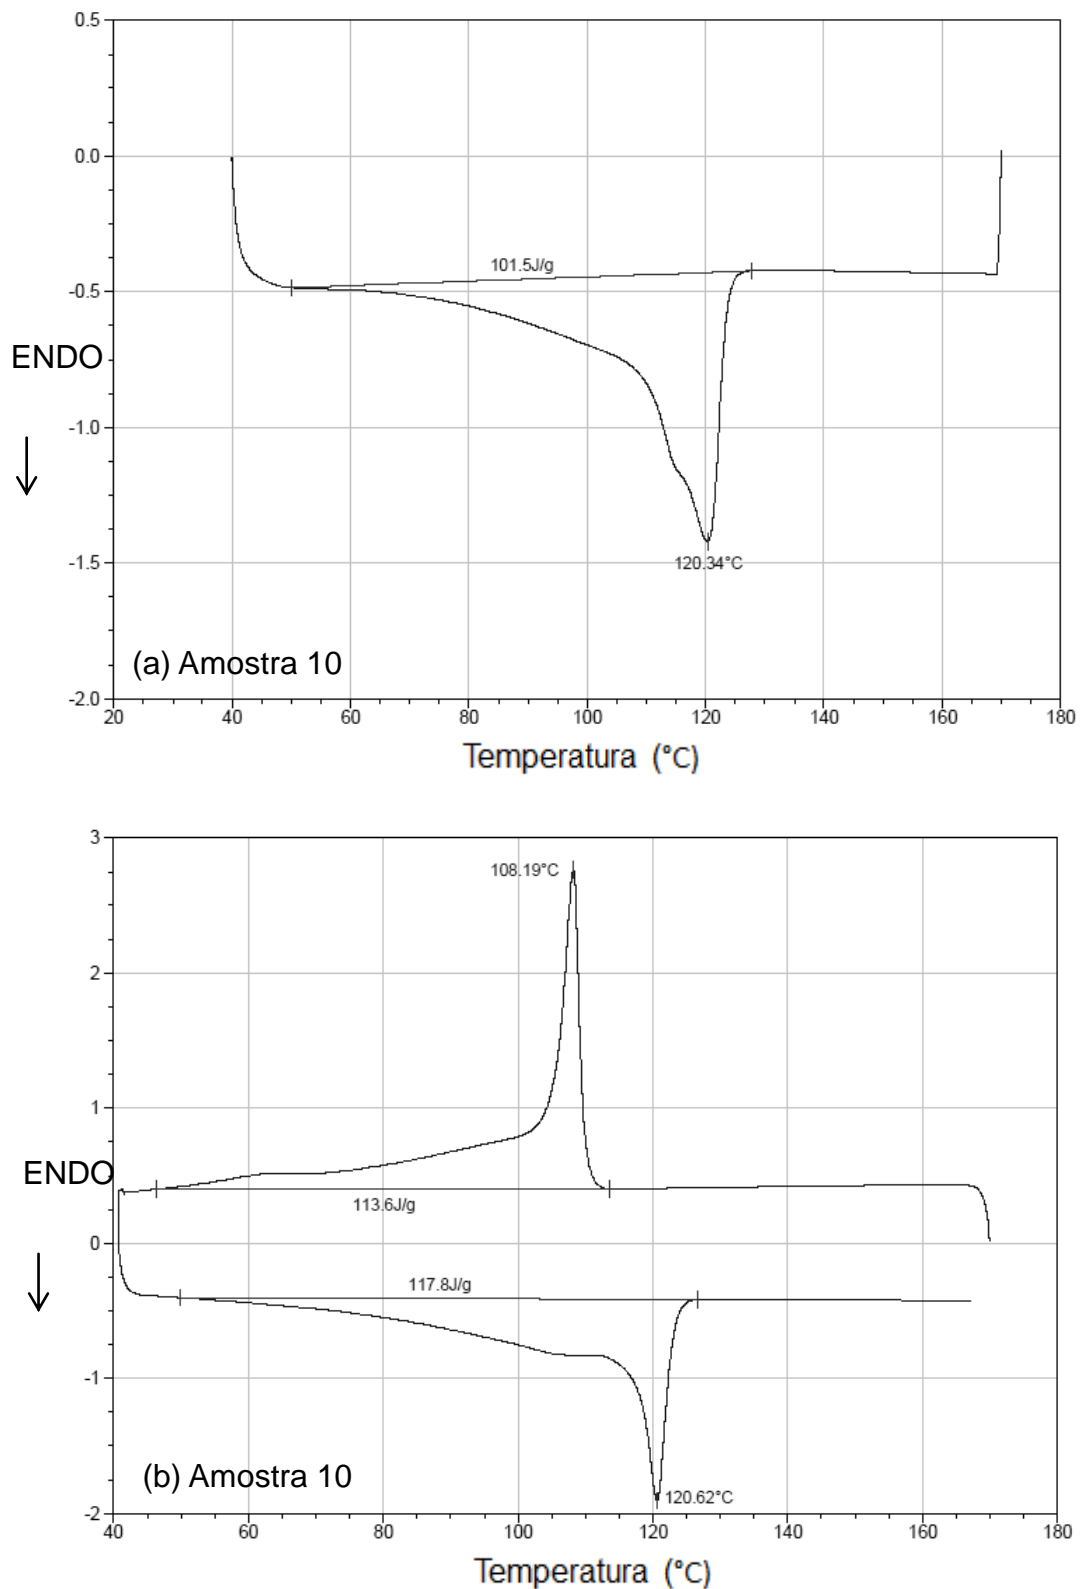 0.5
0.0
101.5J/g
-0.5
ENDO
-1.0
-1.5
120.34°C
(a) Amostra 10
-2.0
20 40 60 80 100 120 140 160 180
Temperatura (°C)
3
108.19°C
2
1
ENDO
113.6J/g
0
117.8J/g
-1
(b) Amostra 10
120.62°C
-2
40 60 80 100 120 140 160 180
Temperatura (°C)